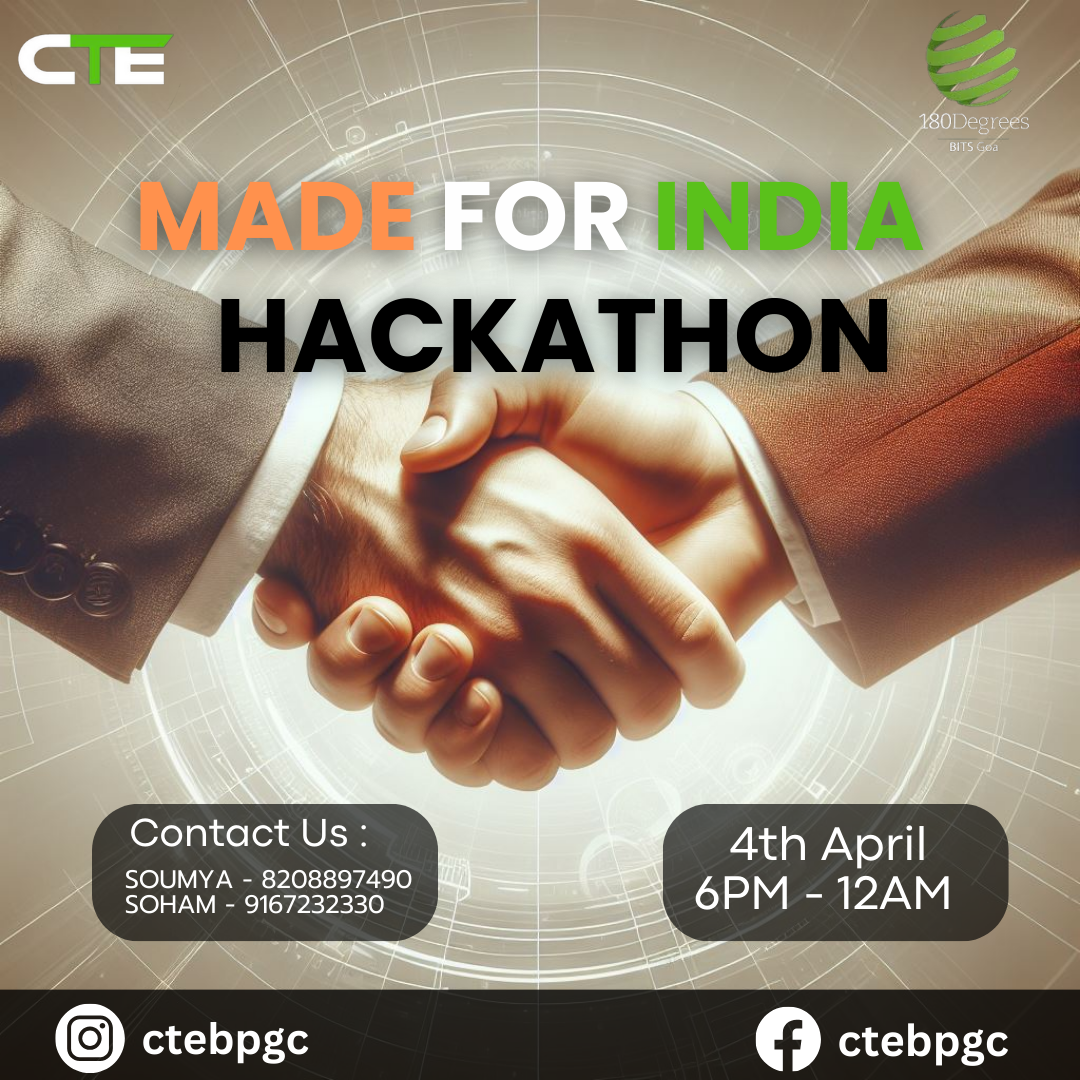 CTE
180Degrees
BITS Goa
MADE FOR INDIA
HACKATHON
Contact Us :
SOUMYA - 8208897490
SOHAM - 9167232330
4th April
6PM - 12AM
ctebpgc
ctebpgc